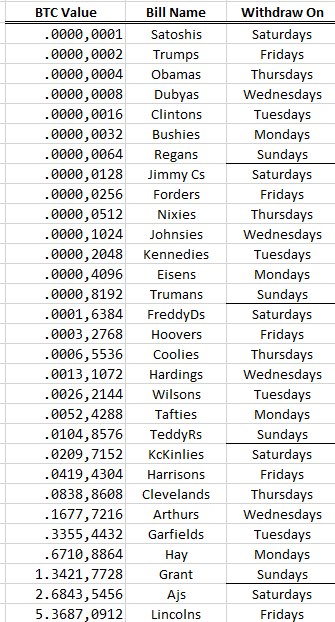 BTC Value Bill Name Withdraw On
.0000,0001 Satoshis Saturdays
.0000,0002 Trumps Fridays
.0000,0004 Obamas Thursdays
.0000,0008 Dubyas Wednesdays
.0000,0016 Clintons Tuesdays
.0000,0032 Bushies Mondays
.0000,0064 Regans Sundays
.0000,0128 Jimmy Cs Saturdays
.0000,0256 Forders Fridays
.0000,0512 Nixies Thursdays
.0000,1024 Johnsies Wednesdays
.0000,2048 Kennedies Tuesdays
.0000,4096 Eisens Mondays
.0000,8192 Trumans Sundays
.0001,6384 FreddyDs Saturdays
.0003,2768 Hoovers Fridays
.0006,5536 Coolies Thursdays
.0013,1072 Hardings Wednesdays
.0026,2144 Wilsons Tuesdays
.0052,4288 Tafties Mondays
.0104,8576 TeddyRs Sundays
.0209,7152 KcKinlies Saturdays
.0419,4304 Harrisons Fridays
.0838,8608 Clevelands Thursdays
.1677,7216 Arthurs Wednesdays
.3355,4432 Garfields Tuesdays
.6710,8864 Hay Mondays
1.3421,7728 Grant Sundays
2.6843,5456 Ajs Saturdays
5.3687,0912 Lincolns Fridays